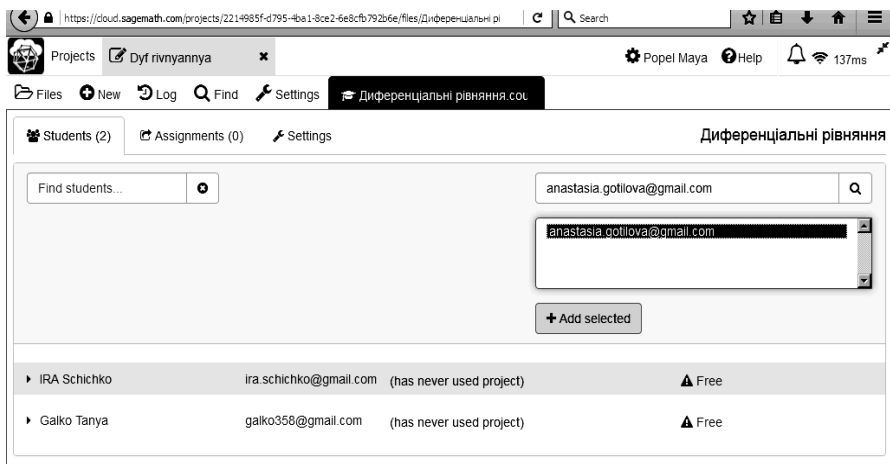 https://cloud.sagemath.com/projects/2214985f-d795-4ba1-8ce2-6e8cfb792b6e/files/Диференціальні рі
Search
Projects Dyf rivnyannya Popel Maya Help 137ms
Files New Log Find Settings Диференціальні рівняння.cou
Students (2) Assignments (0) Settings Диференціальні рівняння
Find students... anastasia.gotilova@gmail.com
anastasia.gotilova@gmail.com
Add selected
IRA Schichko ira.schichko@gmail.com (has never used project) Free
Galko Tanya galko358@gmail.com (has never used project) Free